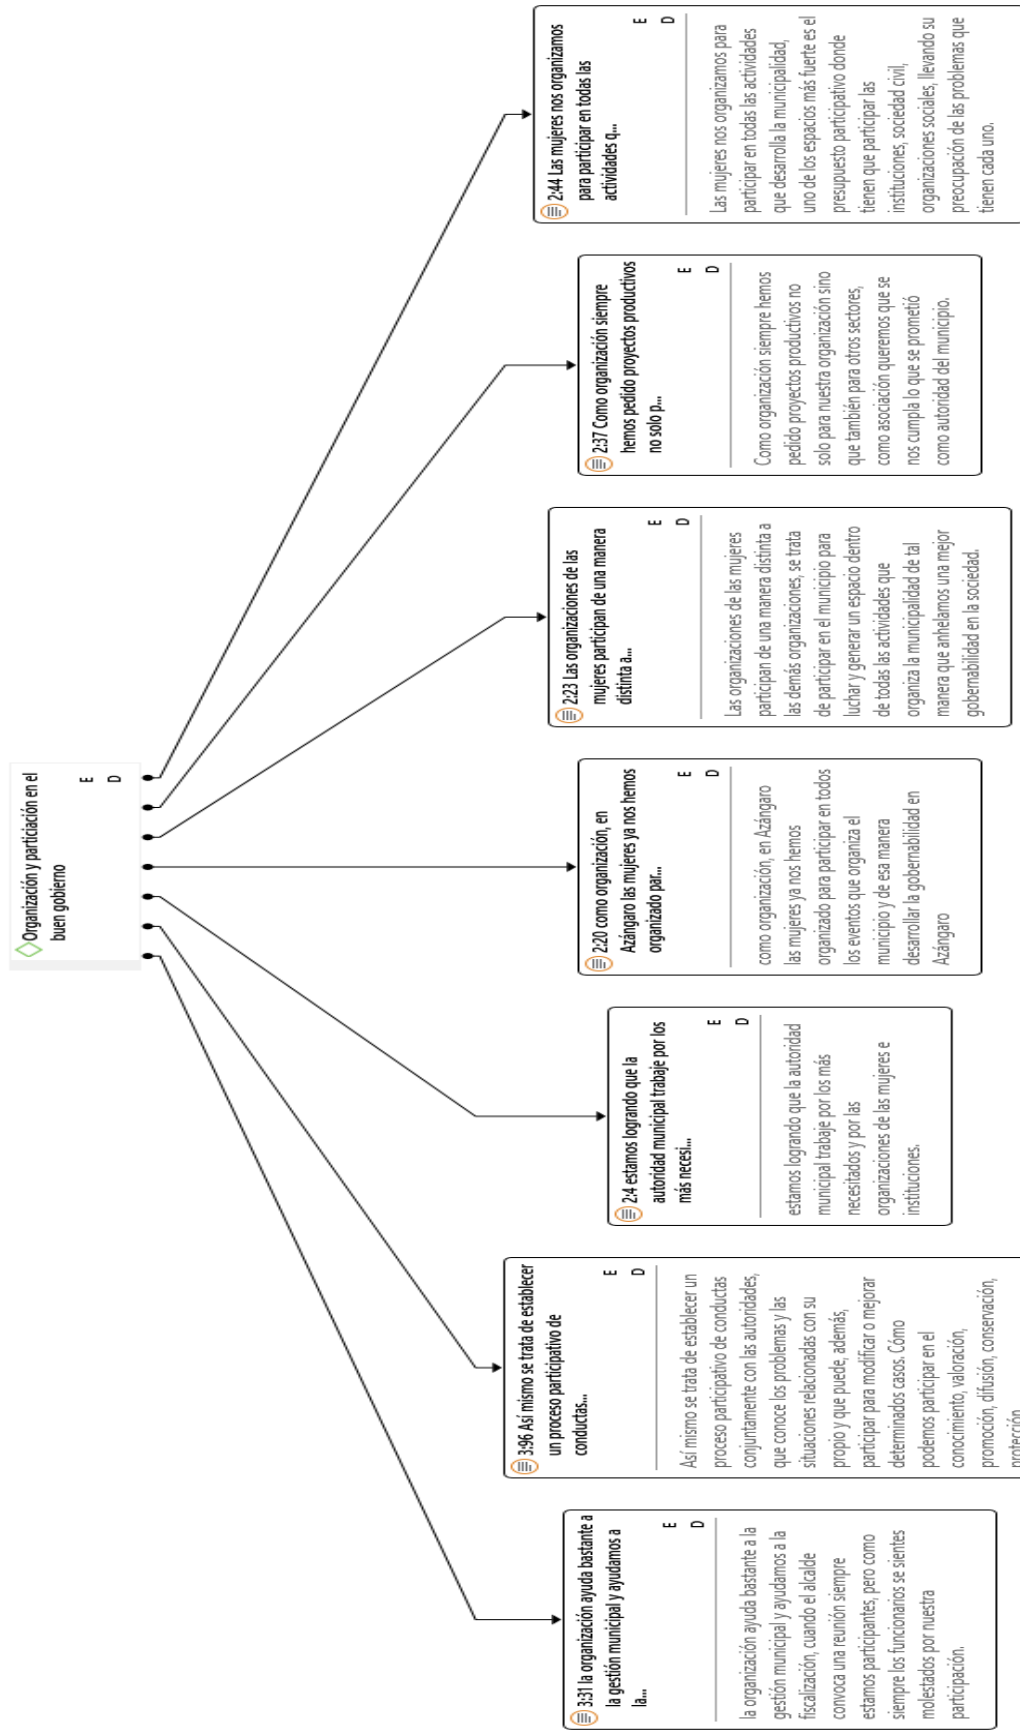 Organización y particiación en el
buen gobierno
E
D
3:31 la organización ayuda bastante a
la gestión municipal y ayudamos a
la...
E
D
la organización ayuda bastante a la
gestión municipal y ayudamos a la
fiscalización, cuando el alcalde
convoca una reunión siempre
estamos participantes, pero como
siempre los funcionarios se sientes
molestados por nuestra
participación.
3:96 Así mismo se trata de establecer
un proceso participativo de
conductas...
E
D
Así mismo se trata de establecer un
proceso participativo de conductas
conjuntamente con las autoridades,
que conoce los problemas y las
situaciones relacionadas con su
propio y que puede, además,
participar para modificar o mejorar
determinados casos. Cómo
podemos participar en el
conocimiento, valoración,
promoción, difusión, conservación,
protección
2:4 estamos logrando que la
autoridad municipal trabaje por los
más necesi...
E
D
estamos logrando que la autoridad
municipal trabaje por los más
necesitados y por las
organizaciones de las mujeres e
instituciones.
2:20 como organización, en
Azángaro las mujeres ya nos hemos
organizado par...
E
D
como organización, en Azángaro
las mujeres ya nos hemos
organizado para participar en todos
los eventos que organiza el
municipio y de esa manera
desarrollar la gobernabilidad en
Azángaro
2:23 Las organizaciones de las
mujeres participan de una manera
distinta a...
E
D
Las organizaciones de las mujeres
participan de una manera distinta a
las demás organizaciones, se trata
de participar en el municipio para
luchar y generar un espacio dentro
de todas las actividades que
organiza la municipalidad de tal
manera que anhelamos una mejor
gobernabilidad en la sociedad.
2:37 Como organización siempre
hemos pedido proyectos productivos
no solo p...
E
D
Como organización siempre hemos
pedido proyectos productivos no
solo para nuestra organización sino
que también para otros sectores,
como asociación queremos que se
nos cumpla lo que se prometió
como autoridad del municipio.
2:44 Las mujeres nos organizamos
para participar en todas las
actividades q...
E
D
Las mujeres nos organizamos para
participar en todas las actividades
que desarrolla la municipalidad,
uno de los espacios más fuerte es el
presupuesto participativo donde
tienen que participar las
instituciones, sociedad civil,
organizaciones sociales, llevando su
preocupación de las problemas que
tienen cada uno.